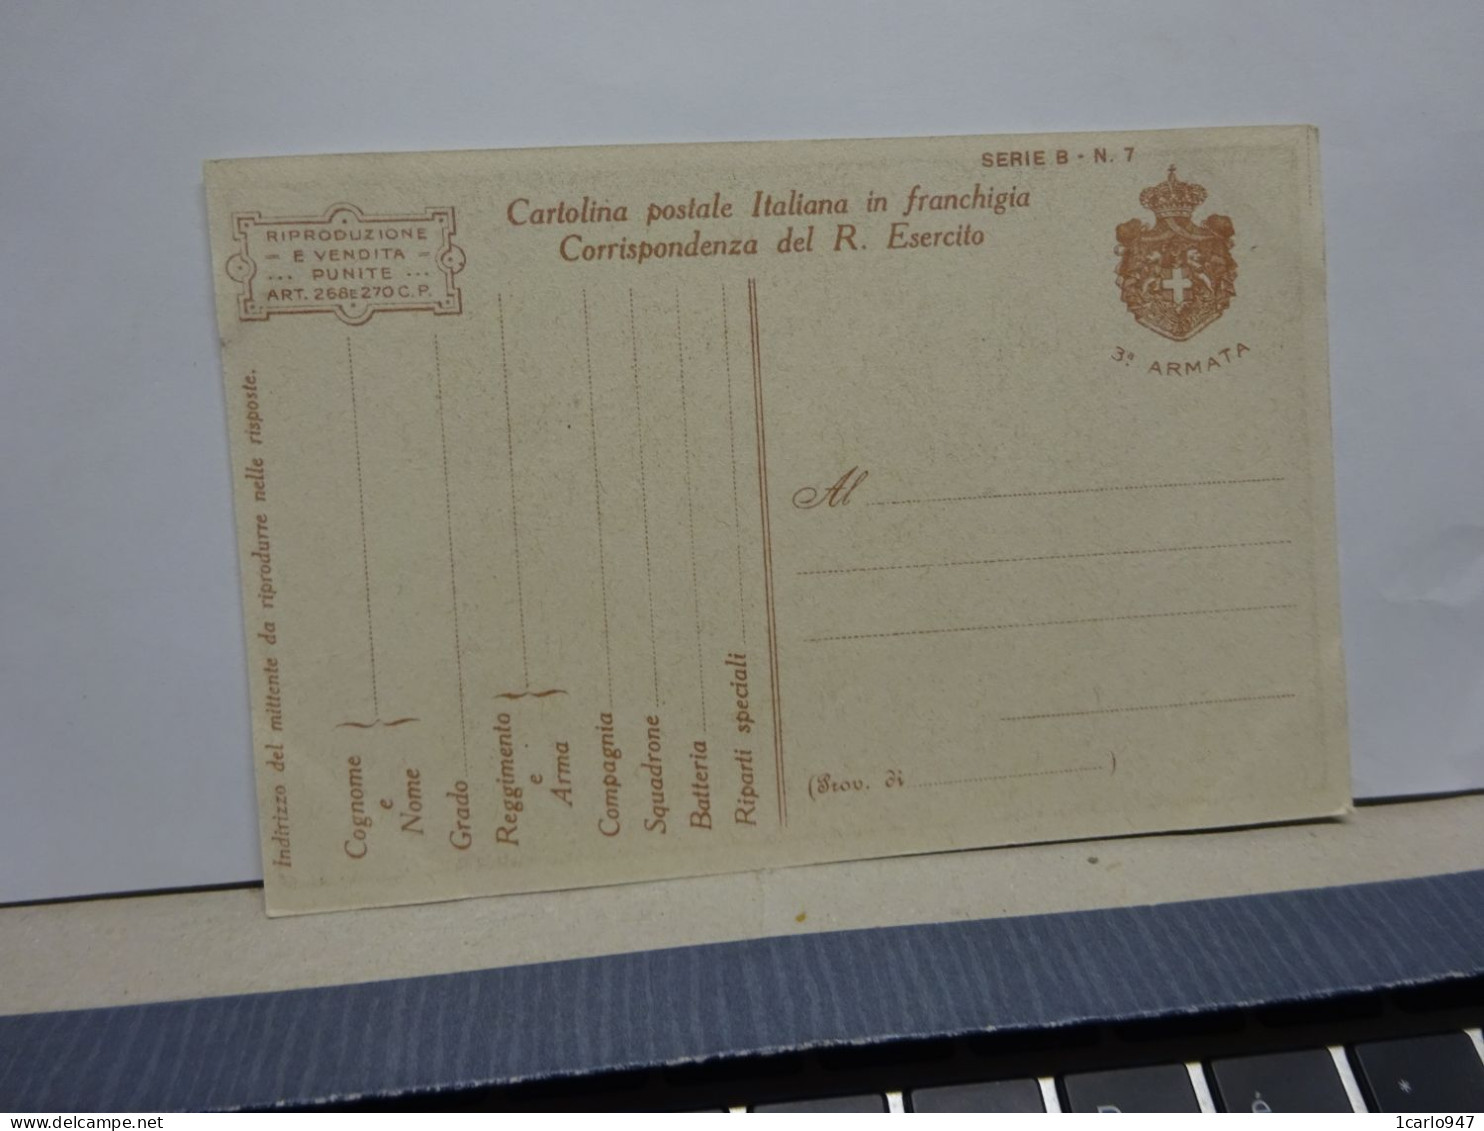 SERIE B - N. 7
Cartolina postale Italiana in franchigia
Corrispondenza del R. Esercito
RIPRODUZIONE
- E VENDITA -
... PUNITE ...
ART. 268 E 270 C. P.
3ª ARMATA
Indirizzo del mittente da riprodurre nelle risposte.
Cognome
e
Nome
Grado
Reggimento
e
Arma
Compagnia
Squadrone
Batteria
Riparti speciali
Al
(Prov. di )
*
1carlo947